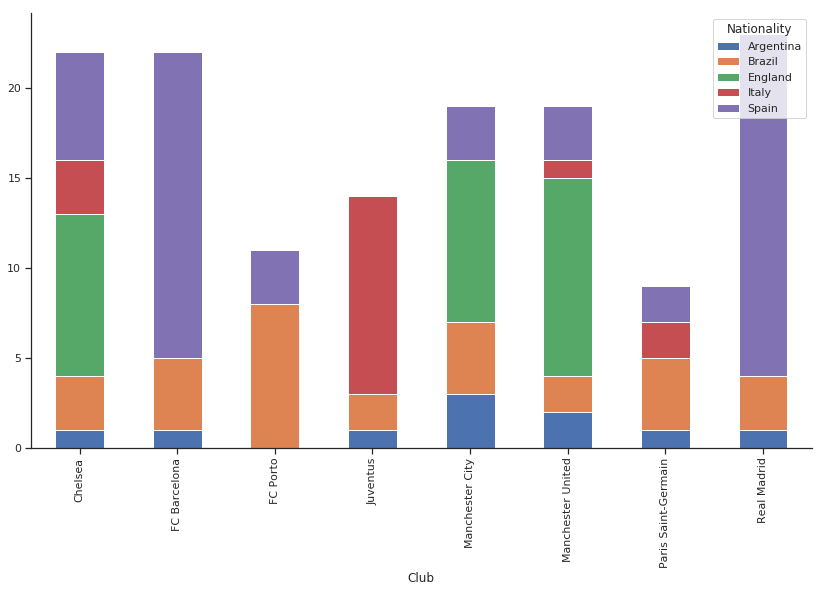 Nationality
Argentina
Brazil
England
Italy
Spain
20
15
10
5
0
Chelsea
FC Barcelona
FC Porto
Juventus
Manchester City
Manchester United
Paris Saint-Germain
Real Madrid
Club